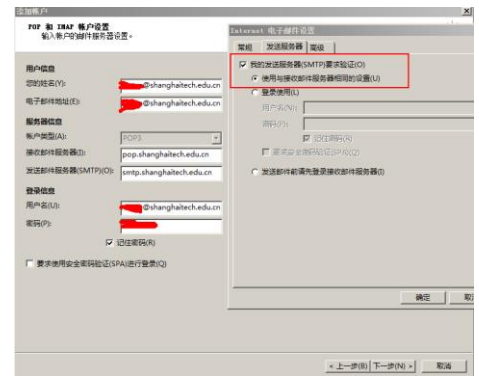 添加帐户
POP 和 IMAP 帐户设置
输入帐户的邮件服务器设置。
用户信息
您的姓名(Y):
@shanghaitech.edu.cn
电子邮件地址(E):
@shanghaitech.edu.cn
服务器信息
帐户类型(A):
POP3
接收邮件服务器(I):
pop.shanghaitech.edu.cn
发送邮件服务器(SMTP)(O):
smtp.shanghaitech.edu.cn
登录信息
用户名(U):
@shanghaitech.edu.cn
密码(P):
记住密码(R)
要求使用安全密码验证(SPA)进行登录(Q)
Internet 电子邮件设置
常规 发送服务器 高级
我的发送服务器(SMTP)要求验证(O)
使用与接收邮件服务器相同的设置(U)
登录使用(L)
用户名(N):
密码(P):
记住密码(R)
要求安全密码验证(SPA)(Q)
发送邮件前请先登录接收邮件服务器(I)
确定
取
< 上一步(B) 下一步(N) > 取消